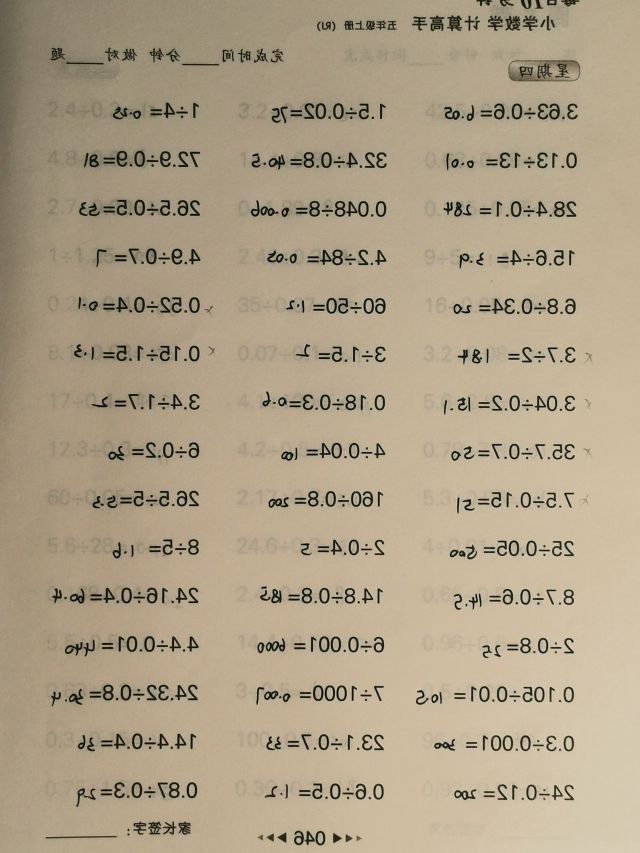 小学数学 计算高手 五年级上册 (RJ)
星期四 完成时间____分钟 做对____题
3.63÷0.6=6.05 1.5÷0.02=75 1÷4=0.25
0.13÷13=0.01 32.4÷0.8=40.5 72.9÷0.9=81
28.4÷0.1=284 0.048÷8=0.006 26.5÷0.5=53
15.6÷4=3.9 4.2÷84=0.05 4.9÷0.7=7
6.8÷0.34=20 60÷50=1.2 0.52÷0.4=0.1
3.7÷2=184 3÷1.5=2 0.15÷1.5=1.3
3.04÷0.2=15.1 0.18÷0.3=0.6 3.4÷1.7=2
35.7÷0.7=50 4÷0.04=100 6÷0.2=30
7.5÷0.15=51 160÷0.8=200 26.5÷5=5.3
25÷0.05=500 2÷0.4=5 8÷5=1.6
8.7÷0.6=14.5 14.8÷0.8=18.5 24.16÷0.4=60.4
2÷0.8=2.5 6÷0.001=6000 4.4÷0.01=440
0.105÷0.01=10.5 7÷1000=0.007 24.32÷0.8=30.4
0.3÷0.001=300 23.1÷0.7=33 14.4÷0.4=36
24÷0.12=200 0.6÷0.5=1.2 0.87÷0.3=2.9
046 家长签字：____